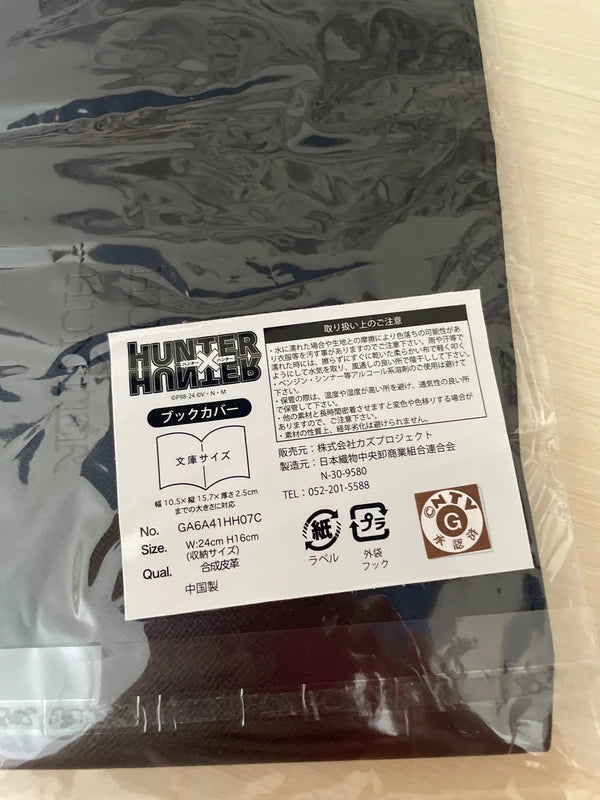 HUNTER
ハンター×ハンター
HUNTER
©P98-24 ©V・N・M
ブックカバー
文庫サイズ
幅 10.5× 縦 15.7× 厚さ 2.5cm
までの大きさに対応
No. GA6A41HH07C
Size. W:24cm H16cm
(収納サイズ)
Qual. 合成皮革
中国製
取り扱い上のご注意
・水に濡れた場合や生地との摩擦により色落ちの可能性があ
り衣服等を汚す事がありますのでご注意下さい。雨や汗等で
濡れた時には、擦らずにすぐに乾いた柔らかい布で軽く叩く
ようにして水気を取り、風通しの良い所で陰干しして下さい。
・ベンジン・シンナー等アルコール系溶剤のご使用は避けて
下さい。
・保管の際は、温度や湿度が高い所を避け、通気性の良い所
で保管して下さい。
・他の素材と長時間密着させますと変色や色移りする場合が
ありますので、ご注意下さい。
・素材の性質上、経年劣化は避けられません。
販売元：株式会社カズプロジェクト
製造元：日本織物中央卸商業組合連合会
N-30-9580
TEL：052-201-5588
紙
ラベル
プラ
外袋
フック
CNTV
G
承認済